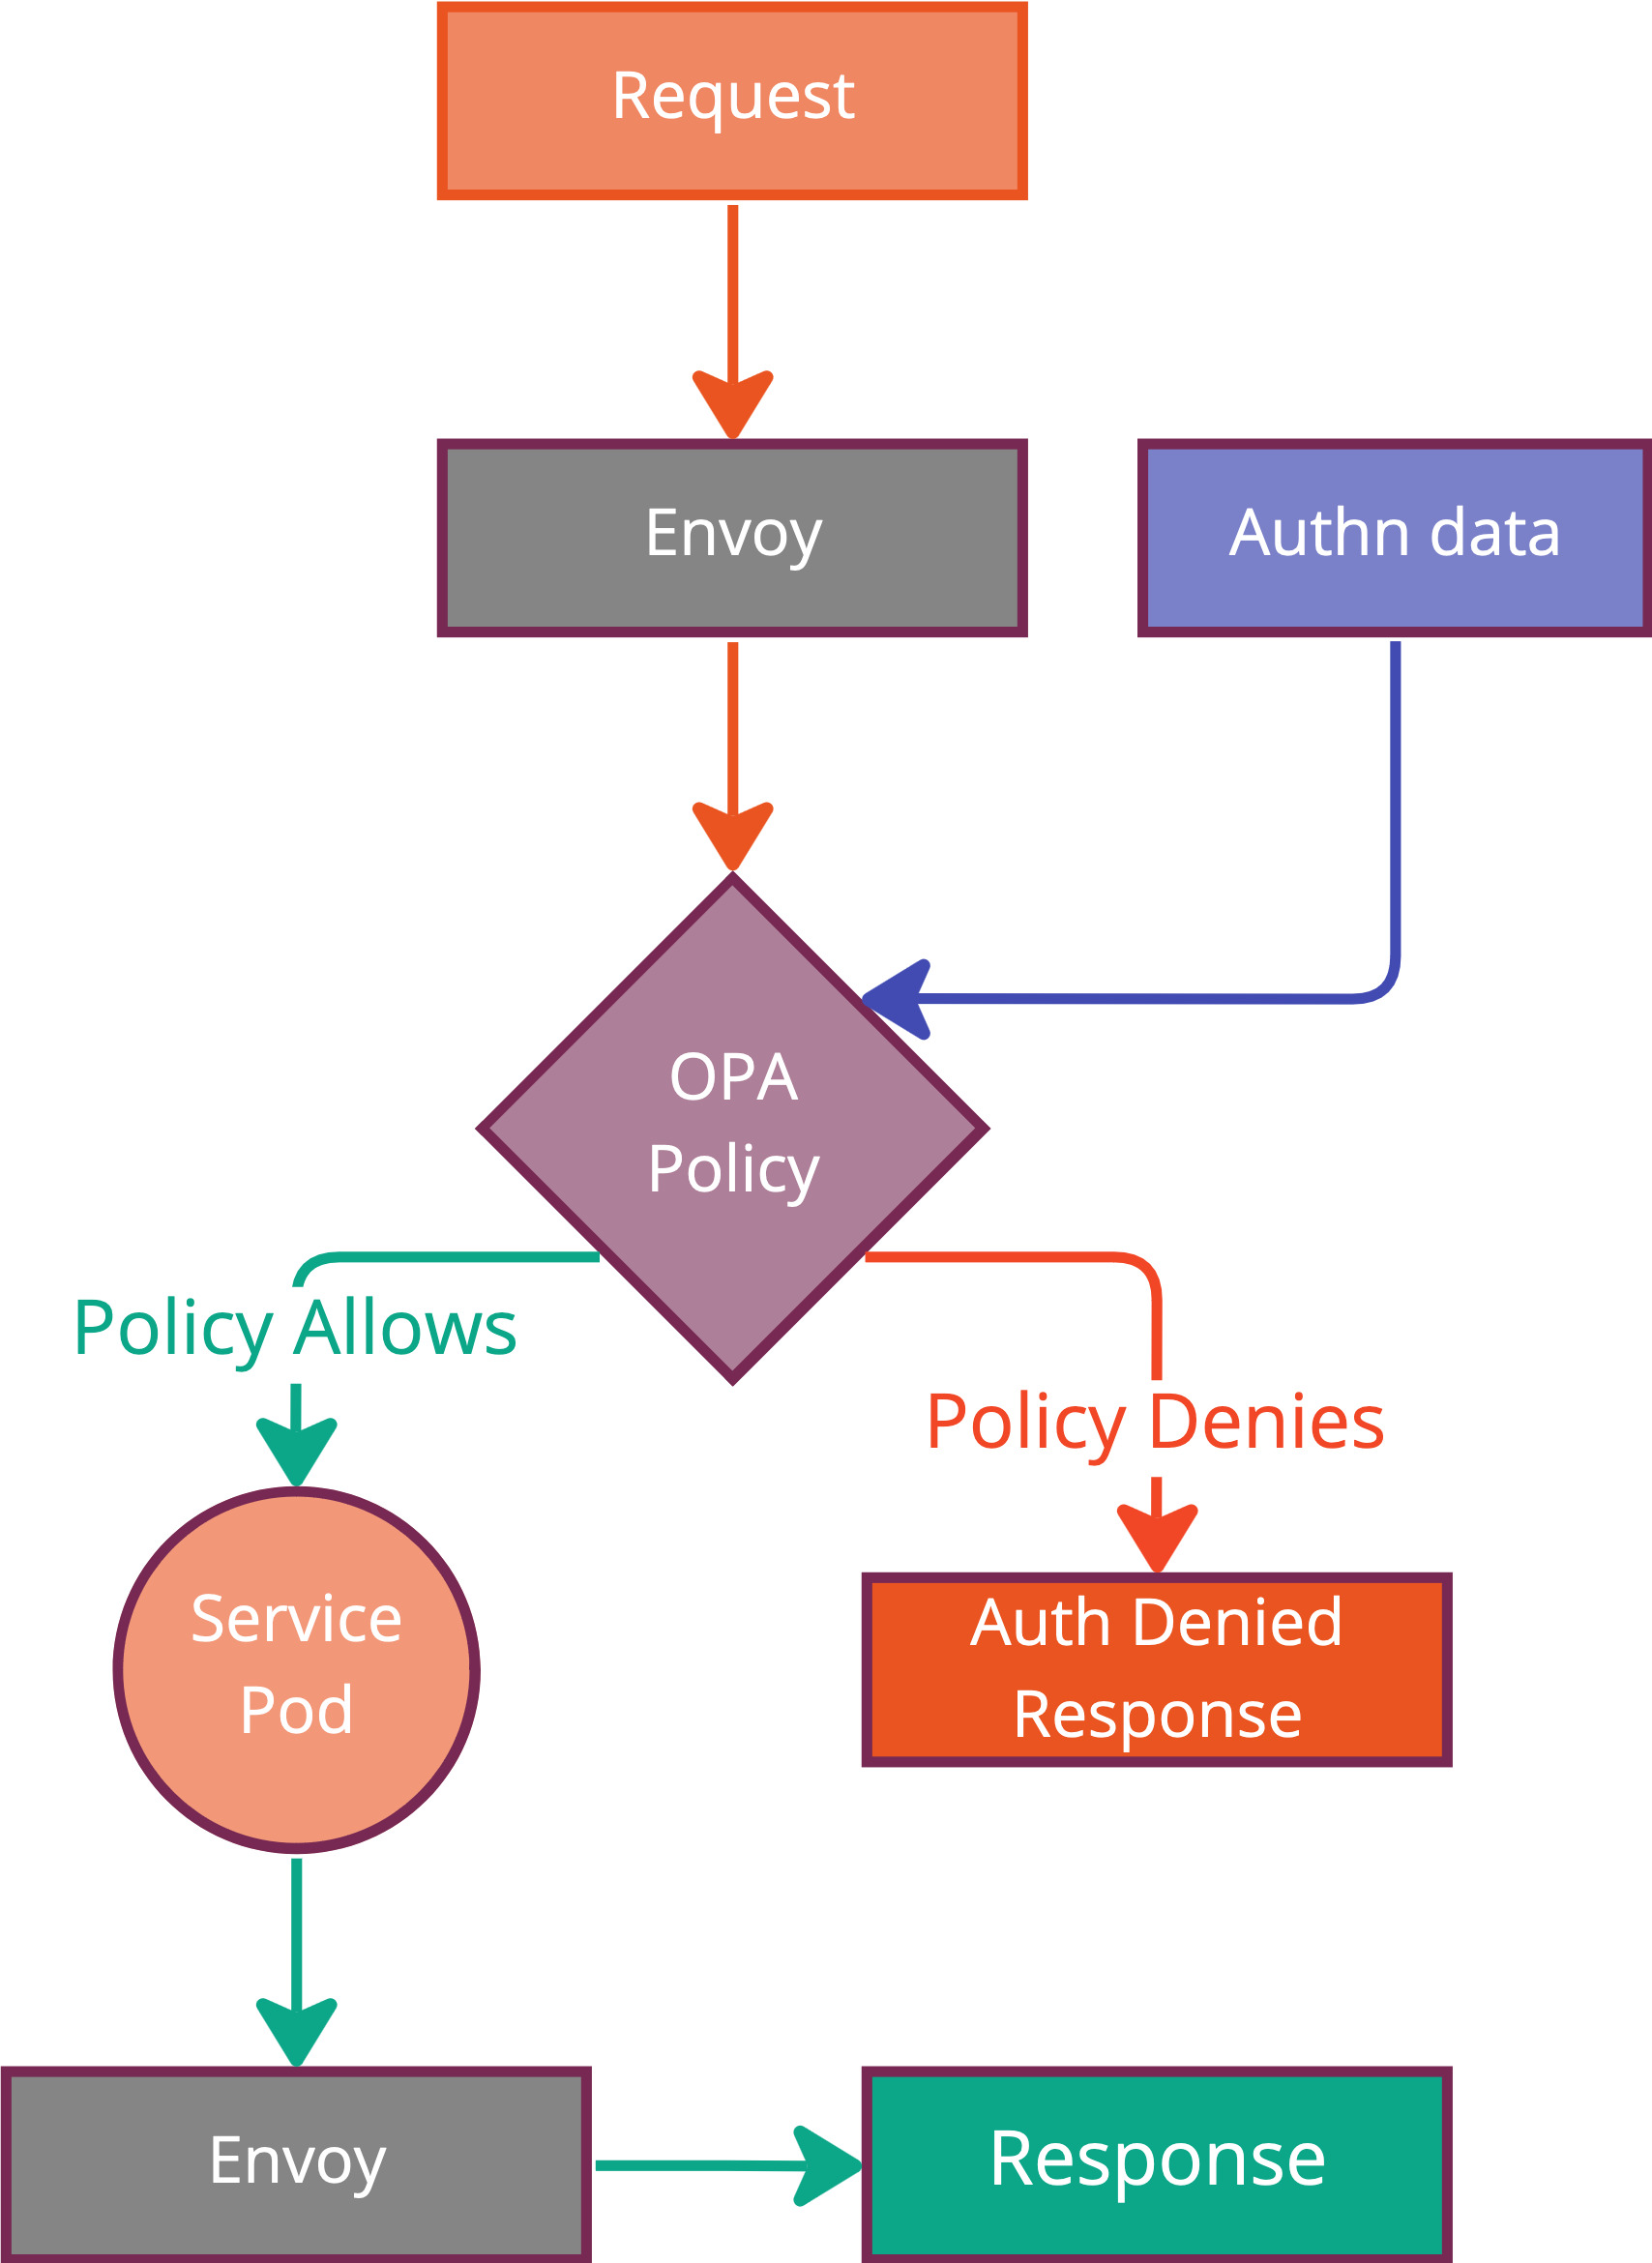 Request
Envoy
Authn data
OPA
Policy
Policy Allows
Policy Denies
Service
Pod
Auth Denied
Response
Envoy
Response